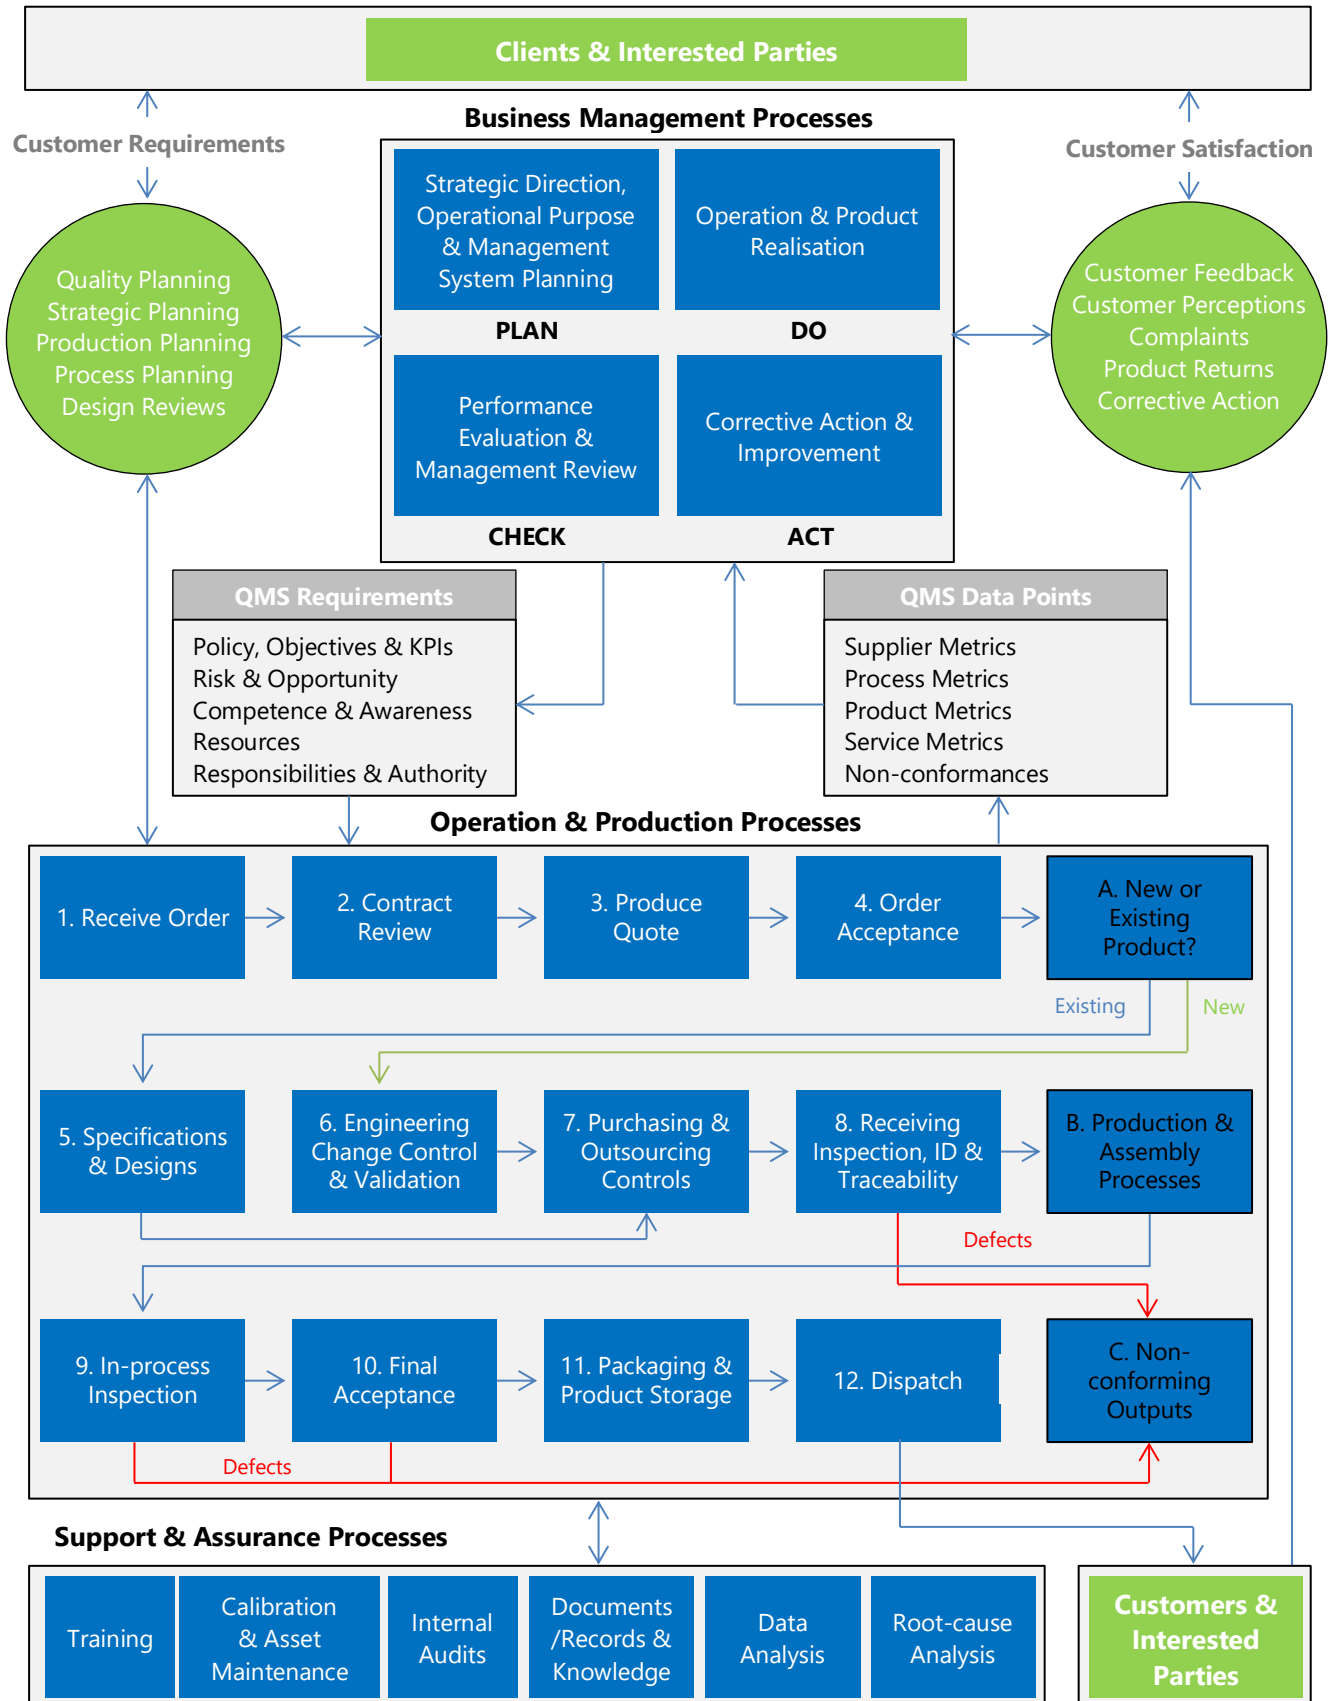 Clients & Interested Parties
Business Management Processes
Customer Requirements
Customer Satisfaction
Strategic Direction,
Operational Purpose
& Management
System Planning
PLAN
Operation & Product
Realisation
DO
Quality Planning
Strategic Planning
Production Planning
Process Planning
Design Reviews
Customer Feedback
Customer Perceptions
Complaints
Product Returns
Corrective Action
Performance
Evaluation &
Management Review
CHECK
Corrective Action &
Improvement
ACT
QMS Requirements
Policy, Objectives & KPIs
Risk & Opportunity
Competence & Awareness
Resources
Responsibilities & Authority
QMS Data Points
Supplier Metrics
Process Metrics
Product Metrics
Service Metrics
Non-conformances
Operation & Production Processes
1. Receive Order
2. Contract
Review
3. Produce
Quote
4. Order
Acceptance
A. New or
Existing
Product?
Existing
New
5. Specifications
& Designs
6. Engineering
Change Control
& Validation
7. Purchasing &
Outsourcing
Controls
8. Receiving
Inspection, ID &
Traceability
B. Production &
Assembly
Processes
Defects
9. In-process
Inspection
10. Final
Acceptance
11. Packaging &
Product Storage
12. Dispatch
C. Non-
conforming
Outputs
Defects
Support & Assurance Processes
Training
Calibration
& Asset
Maintenance
Internal
Audits
Documents
/Records &
Knowledge
Data
Analysis
Root-cause
Analysis
Customers &
Interested
Parties